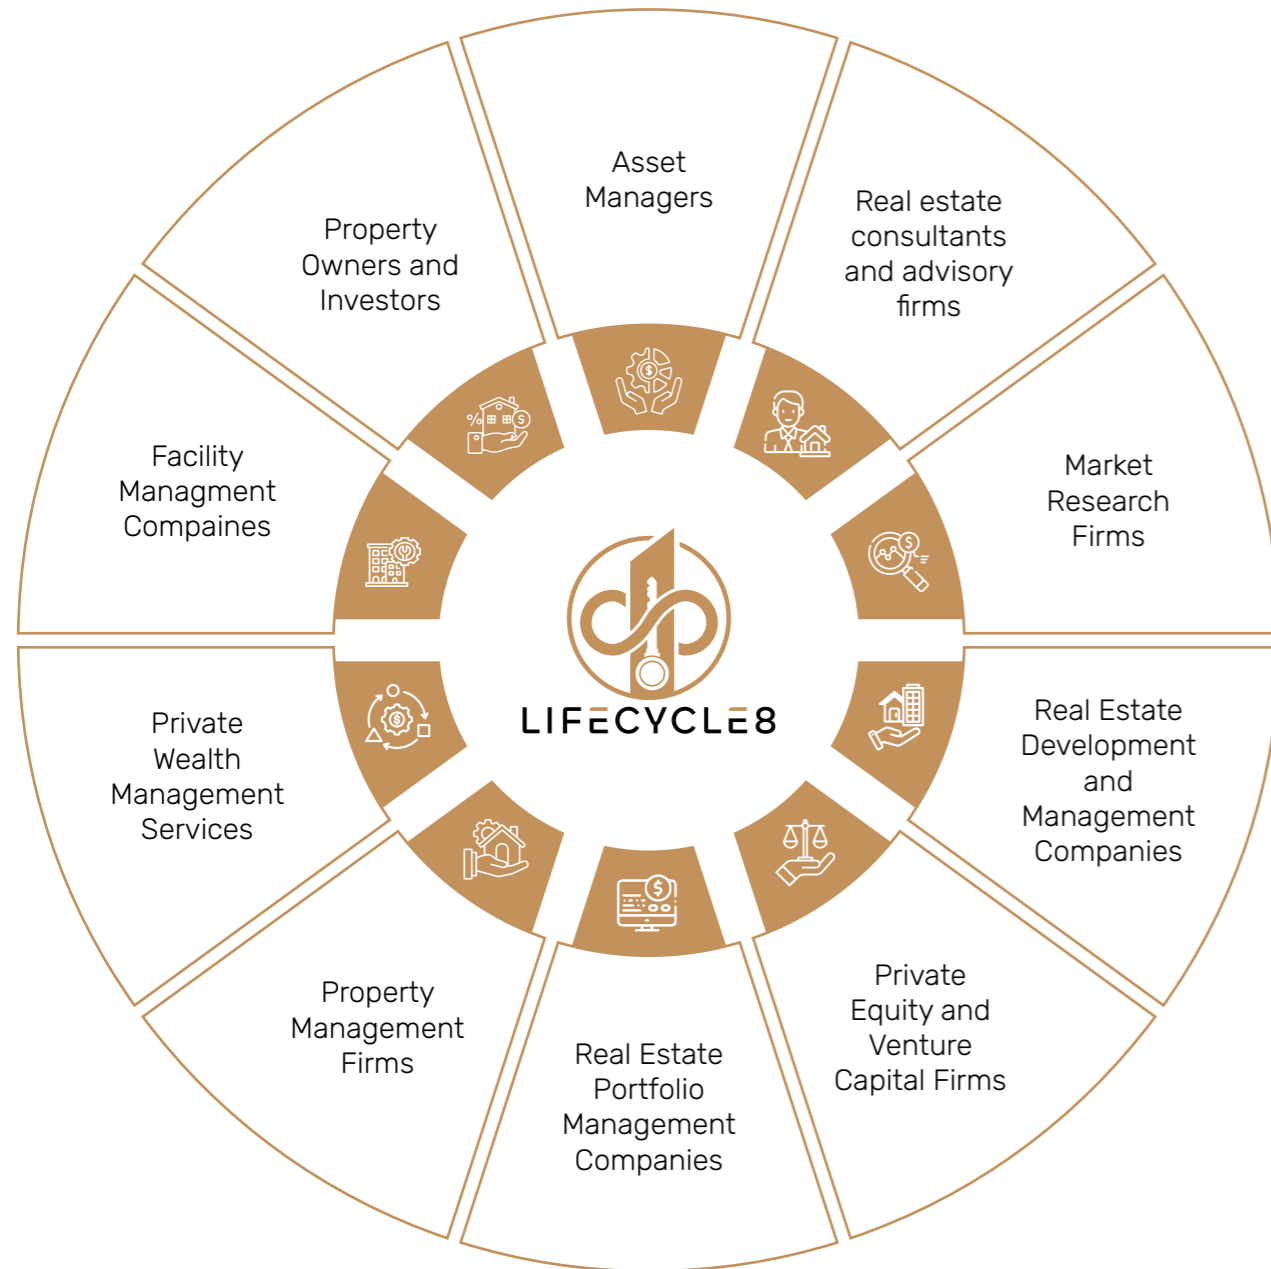 Asset
Managers
Real estate
consultants
and advisory
firms
Market
Research
Firms
Real Estate
Development
and
Management
Companies
Private
Equity and
Venture
Capital Firms
Real Estate
Portfolio
Management
Companies
Property
Management
Firms
Private
Wealth
Management
Services
Facility
Managment
Compaines
Property
Owners and
Investors
%
$
$
$
$
$
LIFECYCLE8